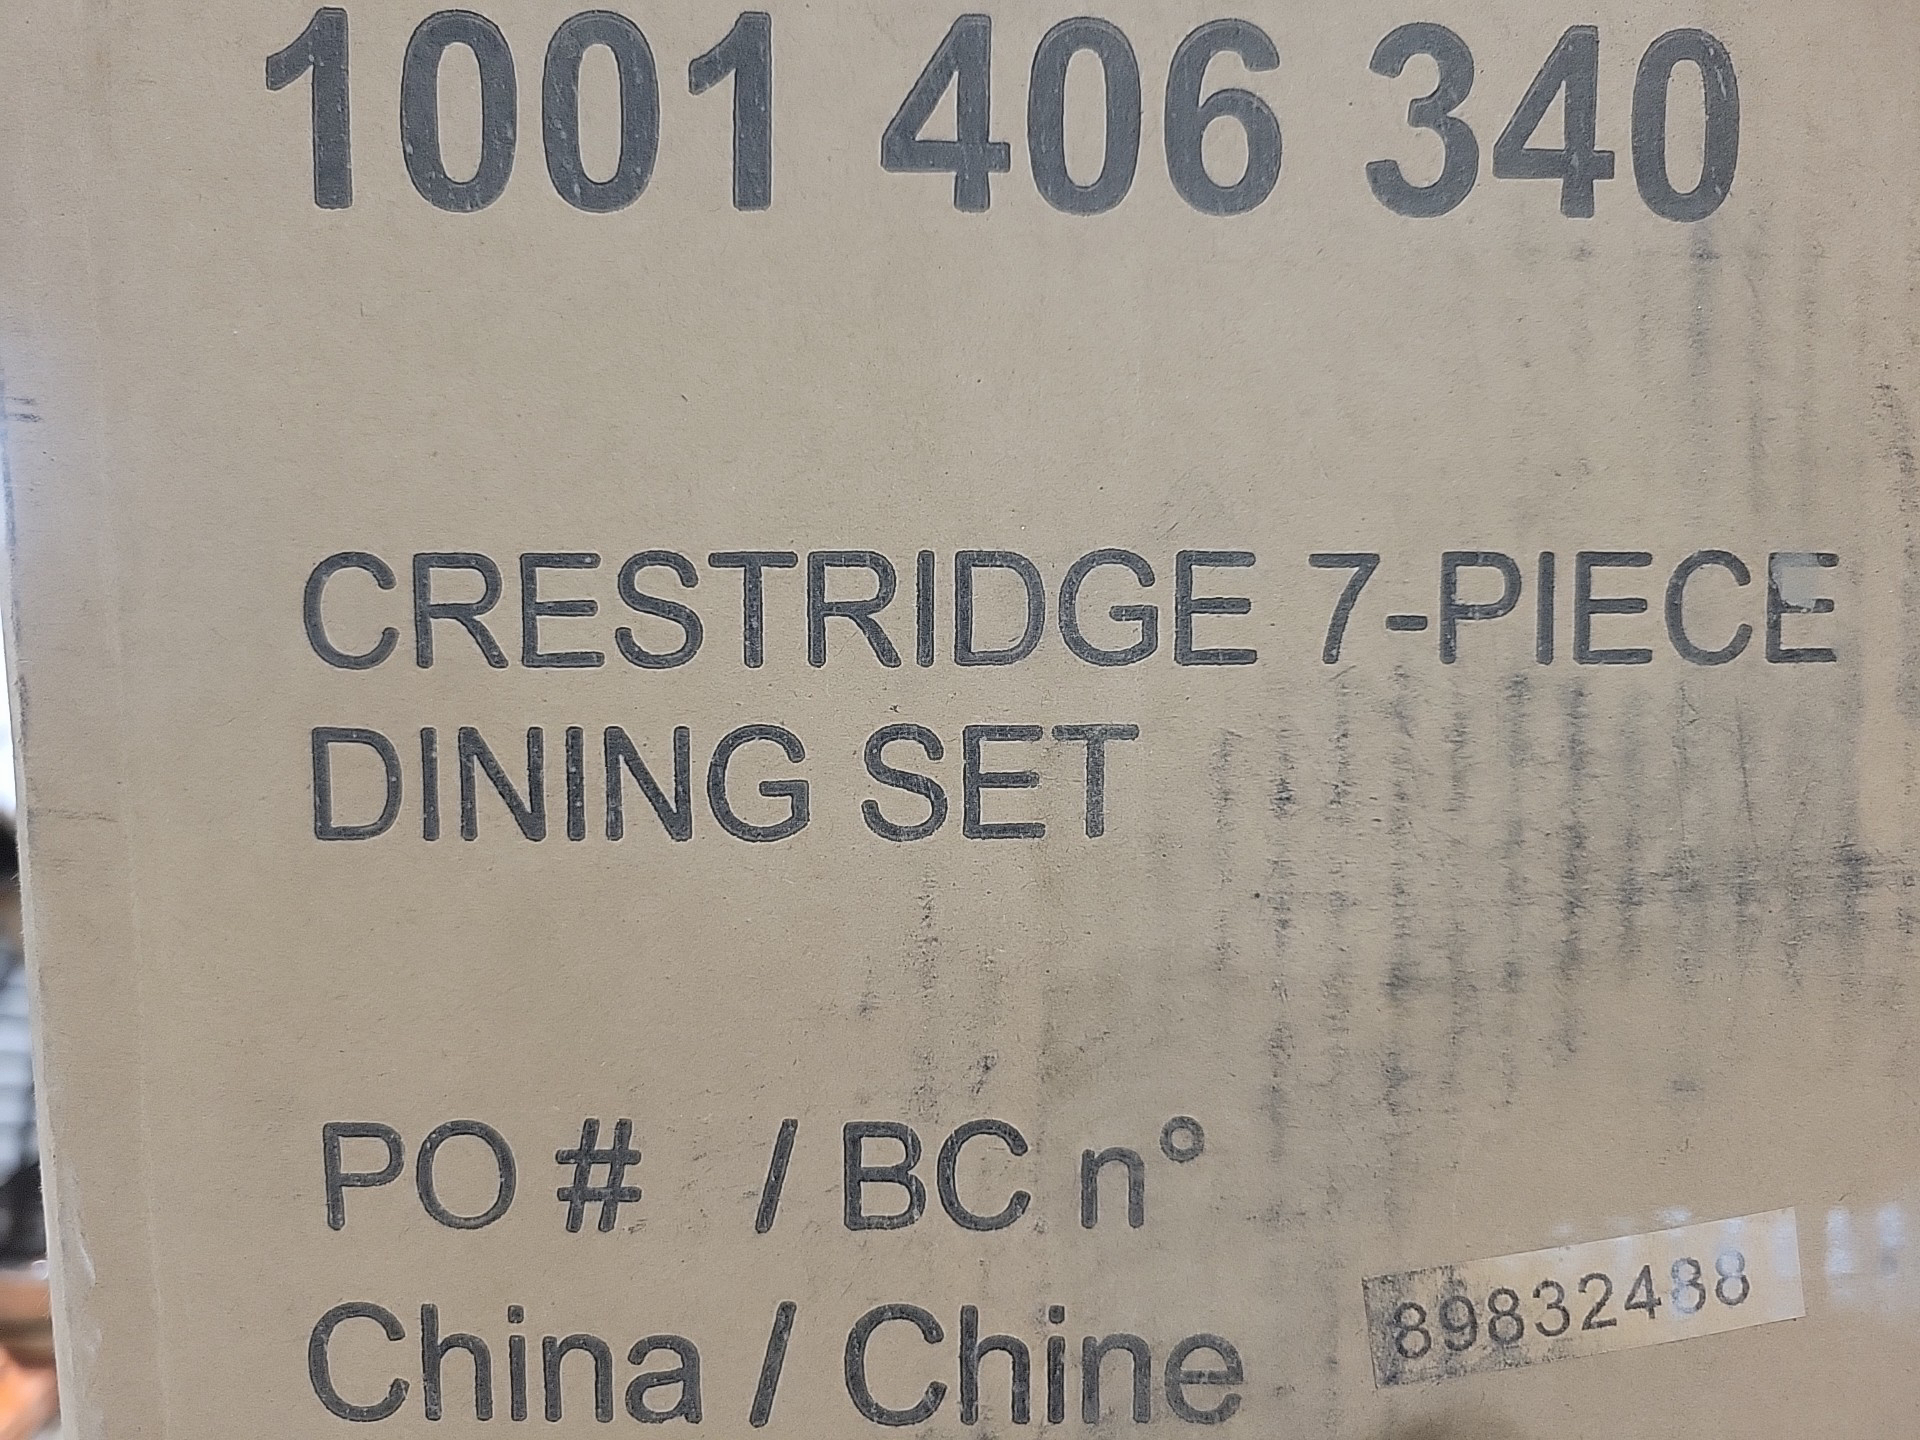 1001 406 340
CRESTRIDGE 7-PIECE
DINING SET
PO # / BC n°
89832488
China / Chine